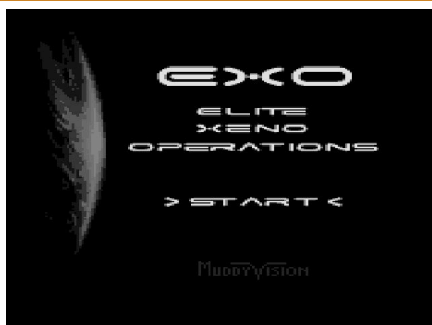 EXO
ELITE
XENO
OPERATIONS
> START <
MUDDYVISION